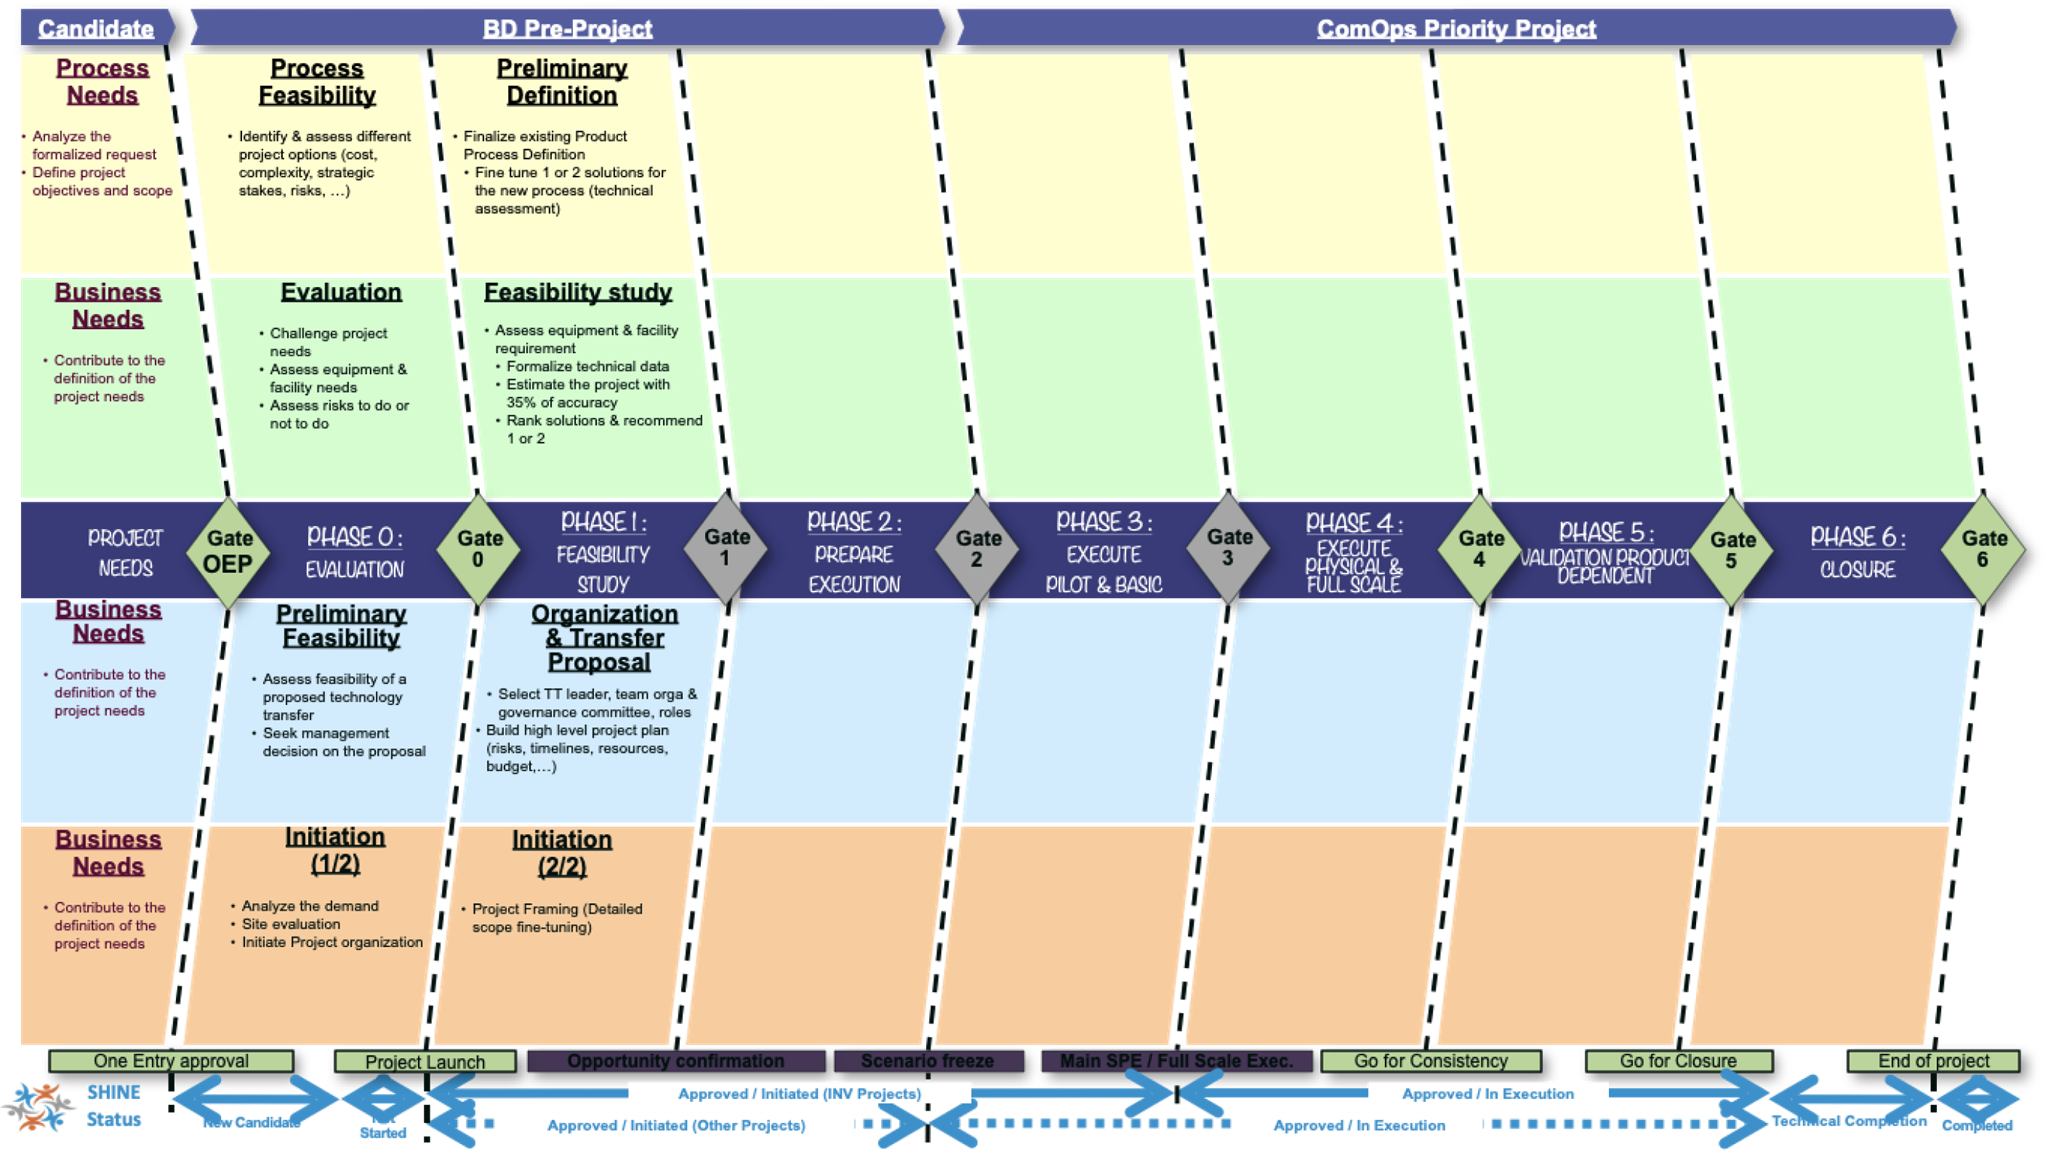 Candidate
BD Pre-Project
ComOps Priority Project
Process
Needs
• Analyze the
formalized request
• Define project
objectives and scope
Process
Feasibility
• Identify & assess different
project options (cost,
complexity, strategic
stakes, risks, …)
Preliminary
Definition
• Finalize existing Product
Process Definition
• Fine tune 1 or 2 solutions for
the new process (technical
assessment)
Business
Needs
• Contribute to the
definition of the
project needs
Evaluation
• Challenge project
needs
• Assess equipment &
facility needs
• Assess risks to do or
not to do
Feasibility study
• Assess equipment & facility
requirement
• Formalize technical data
• Estimate the project with
35% of accuracy
• Rank solutions & recommend
1 or 2
PROJECT
NEEDS
Gate
OEP
PHASE 0:
EVALUATION
Gate
0
PHASE 1:
FEASIBILITY
STUDY
Gate
1
PHASE 2:
PREPARE
EXECUTION
Gate
2
PHASE 3:
EXECUTE
PILOT & BASIC
Gate
3
PHASE 4:
EXECUTE
PHYSICAL &
FULL SCALE
Gate
4
PHASE 5:
VALIDATION PRODUCT
DEPENDENT
Gate
5
PHASE 6:
CLOSURE
Gate
6
Business
Needs
• Contribute to the
definition of the
project needs
Preliminary
Feasibility
• Assess feasibility of a
proposed technology
transfer
• Seek management
decision on the proposal
Organization
& Transfer
Proposal
• Select TT leader, team orga &
governance committee, roles
• Build high level project plan
(risks, timelines, resources,
budget,…)
Business
Needs
• Contribute to the
definition of the
project needs
Initiation
(1/2)
• Analyze the demand
• Site evaluation
• Initiate Project organization
Initiation
(2/2)
• Project Framing (Detailed
scope fine-tuning)
One Entry approval
Project Launch
Opportunity confirmation
Scenario freeze
Main SPE / Full Scale Exec.
Go for Consistency
Go for Closure
End of project
SHINE
Status
New Candidate
Started
Approved / Initiated (INV Projects)
Approved / In Execution
Approved / Initiated (Other Projects)
Approved / In Execution
Technical Completion
Completed